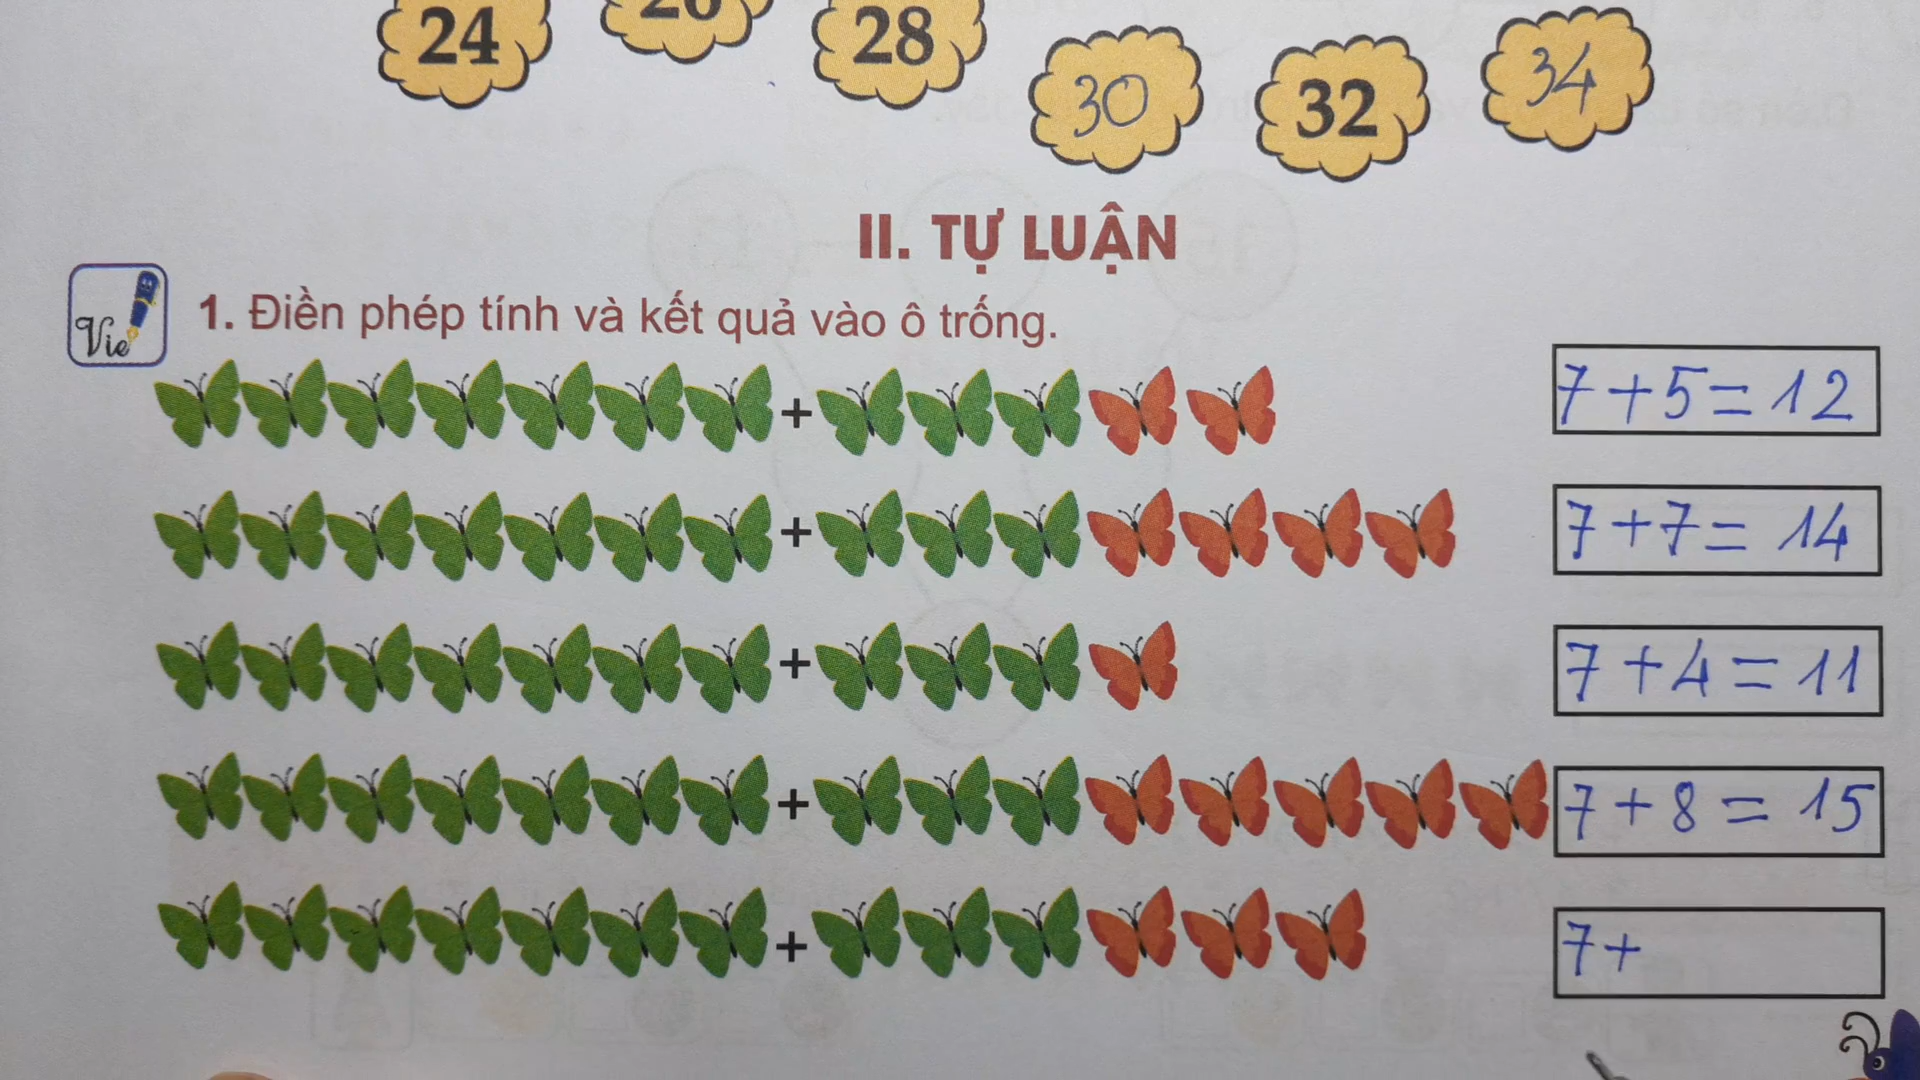 24 26 28 30 32 34
II. TỰ LUẬN
Vie
1. Điền phép tính và kết quả vào ô trống.
+ 7 + 5 = 12
+ 7 + 7 = 14
+ 7 + 4 = 11
+ 7 + 8 = 15
+ 7 +